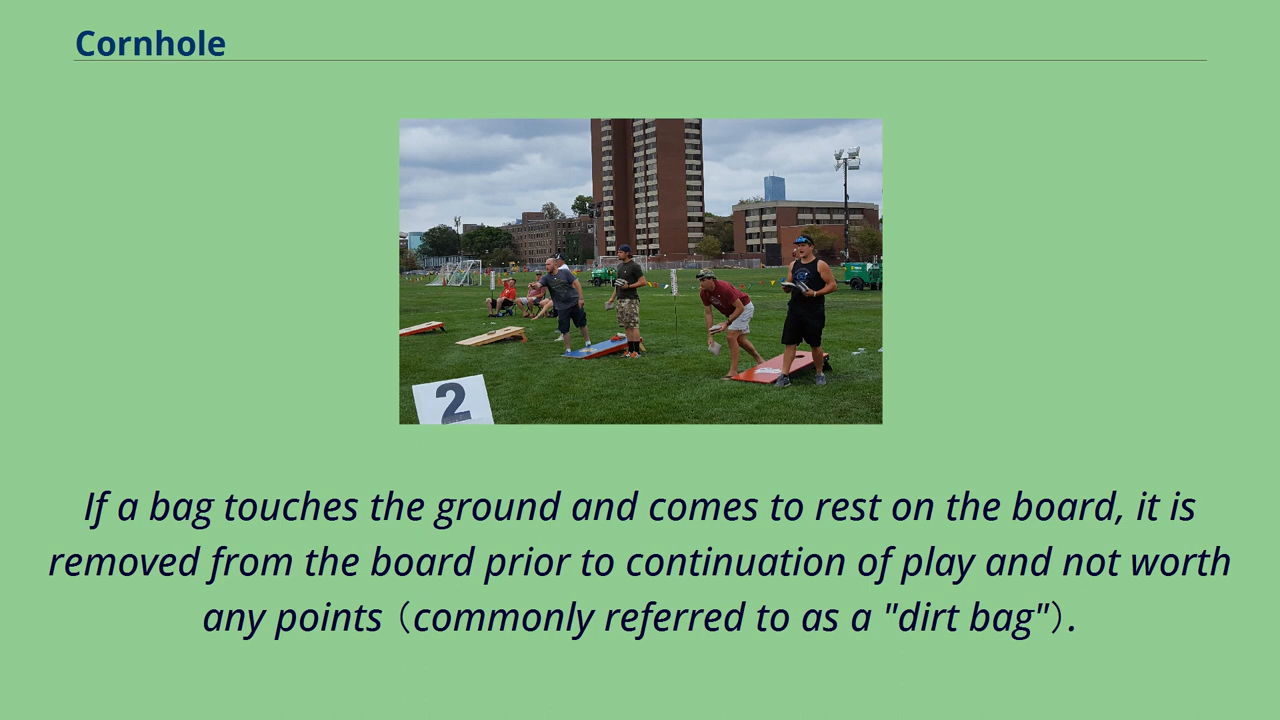 Cornhole
2
If a bag touches the ground and comes to rest on the board, it is
removed from the board prior to continuation of play and not worth
any points（commonly referred to as a "dirt bag"）.